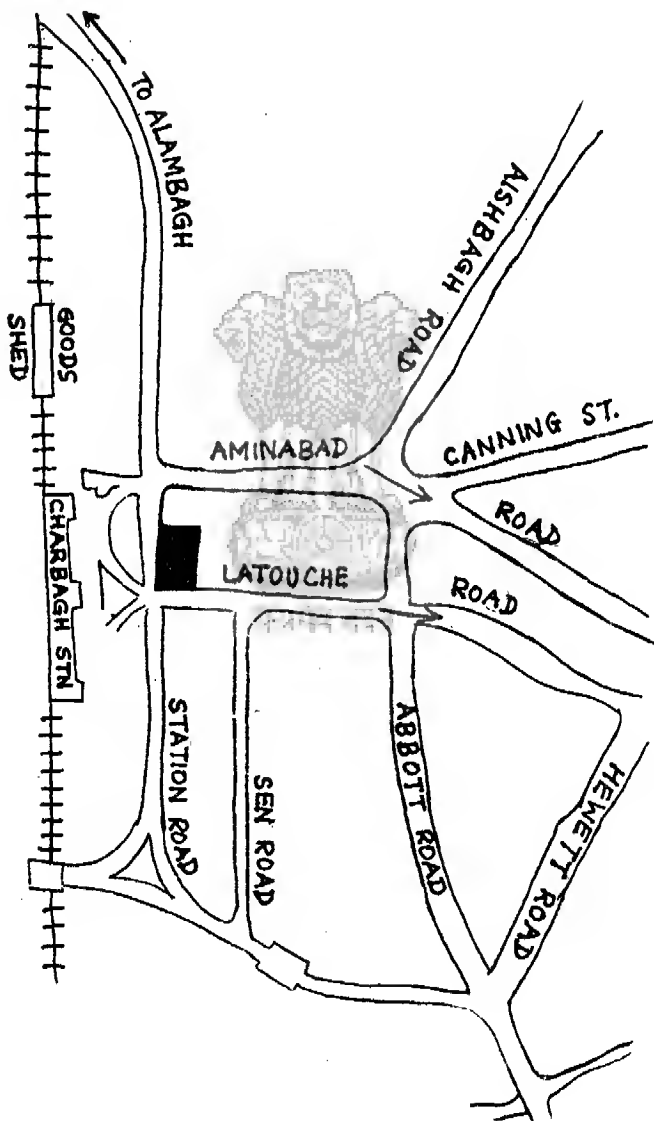 TO ALAMBAGH
AISHBAGH ROAD
GOODS
SHED
AMINABAD
ROAD
CANNING ST.
CHARBAGH STN
LATOUCHE
ROAD
STATION ROAD
SEN ROAD
ABBOTT ROAD
HEWETT ROAD